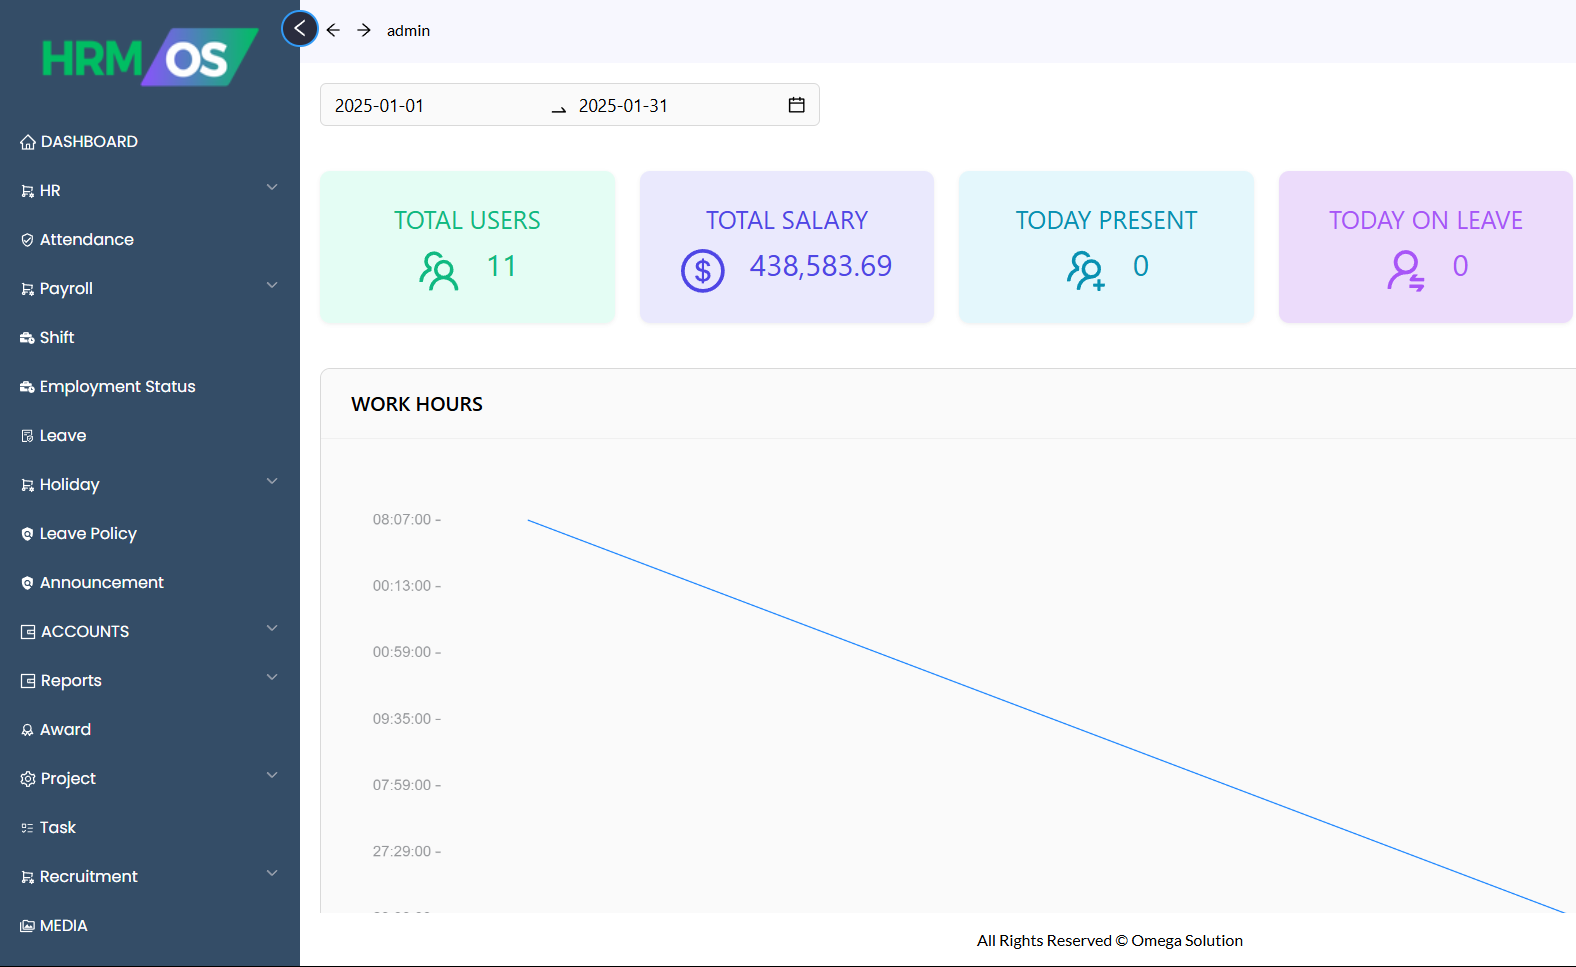 HRM OS
admin
2025-01-01 → 2025-01-31
DASHBOARD
HR
Attendance
Payroll
Shift
Employment Status
Leave
Holiday
Leave Policy
Announcement
ACCOUNTS
Reports
Award
Project
Task
Recruitment
MEDIA
TOTAL USERS
11
TOTAL SALARY
438,583.69
TODAY PRESENT
0
TODAY ON LEAVE
0
WORK HOURS
08:07:00
00:13:00
00:59:00
09:35:00
07:59:00
27:29:00
All Rights Reserved © Omega Solution